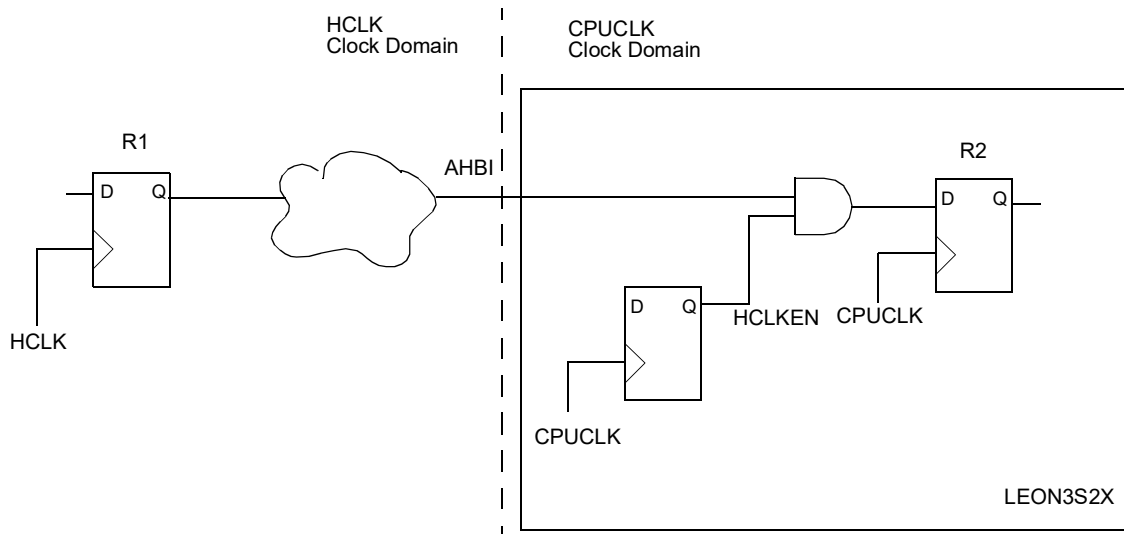 HCLK
Clock Domain
CPUCLK
Clock Domain
R1
D Q
HCLK
AHBI
R2
D Q
CPUCLK
D Q
HCLKEN
CPUCLK
LEON3S2X